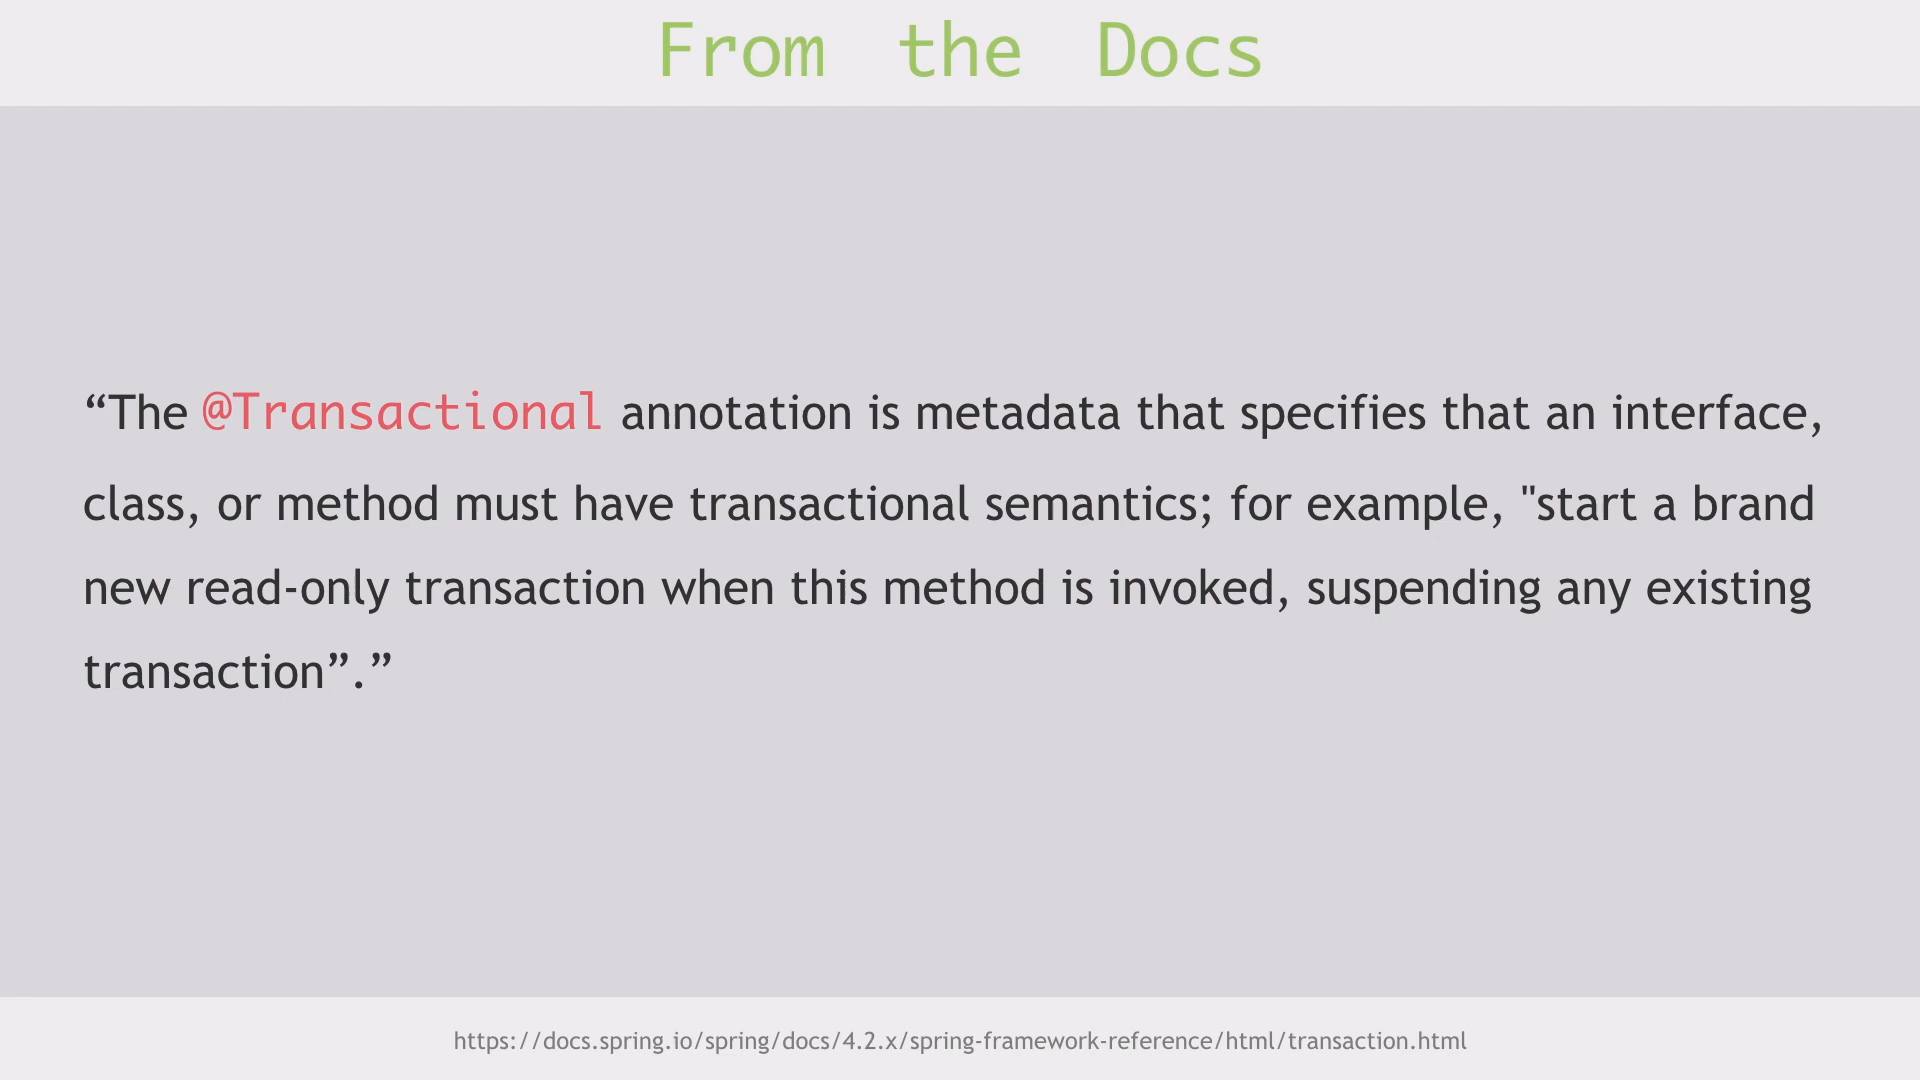 From the Docs
“The @Transactional annotation is metadata that specifies that an interface,
class, or method must have transactional semantics; for example, "start a brand
new read-only transaction when this method is invoked, suspending any existing
transaction”.”
https://docs.spring.io/spring/docs/4.2.x/spring-framework-reference/html/transaction.html